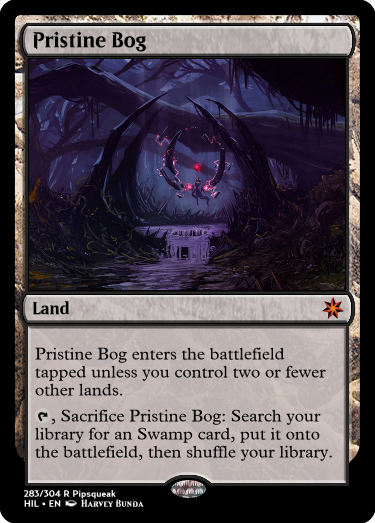 Pristine Bog
Land
Pristine Bog enters the battlefield
tapped unless you control two or fewer
other lands.
, Sacrifice Pristine Bog: Search your
library for an Swamp card, put it onto
the battlefield, then shuffle your library.
283/304 R Pipsqueak
HIL • EN Harvey Bunda